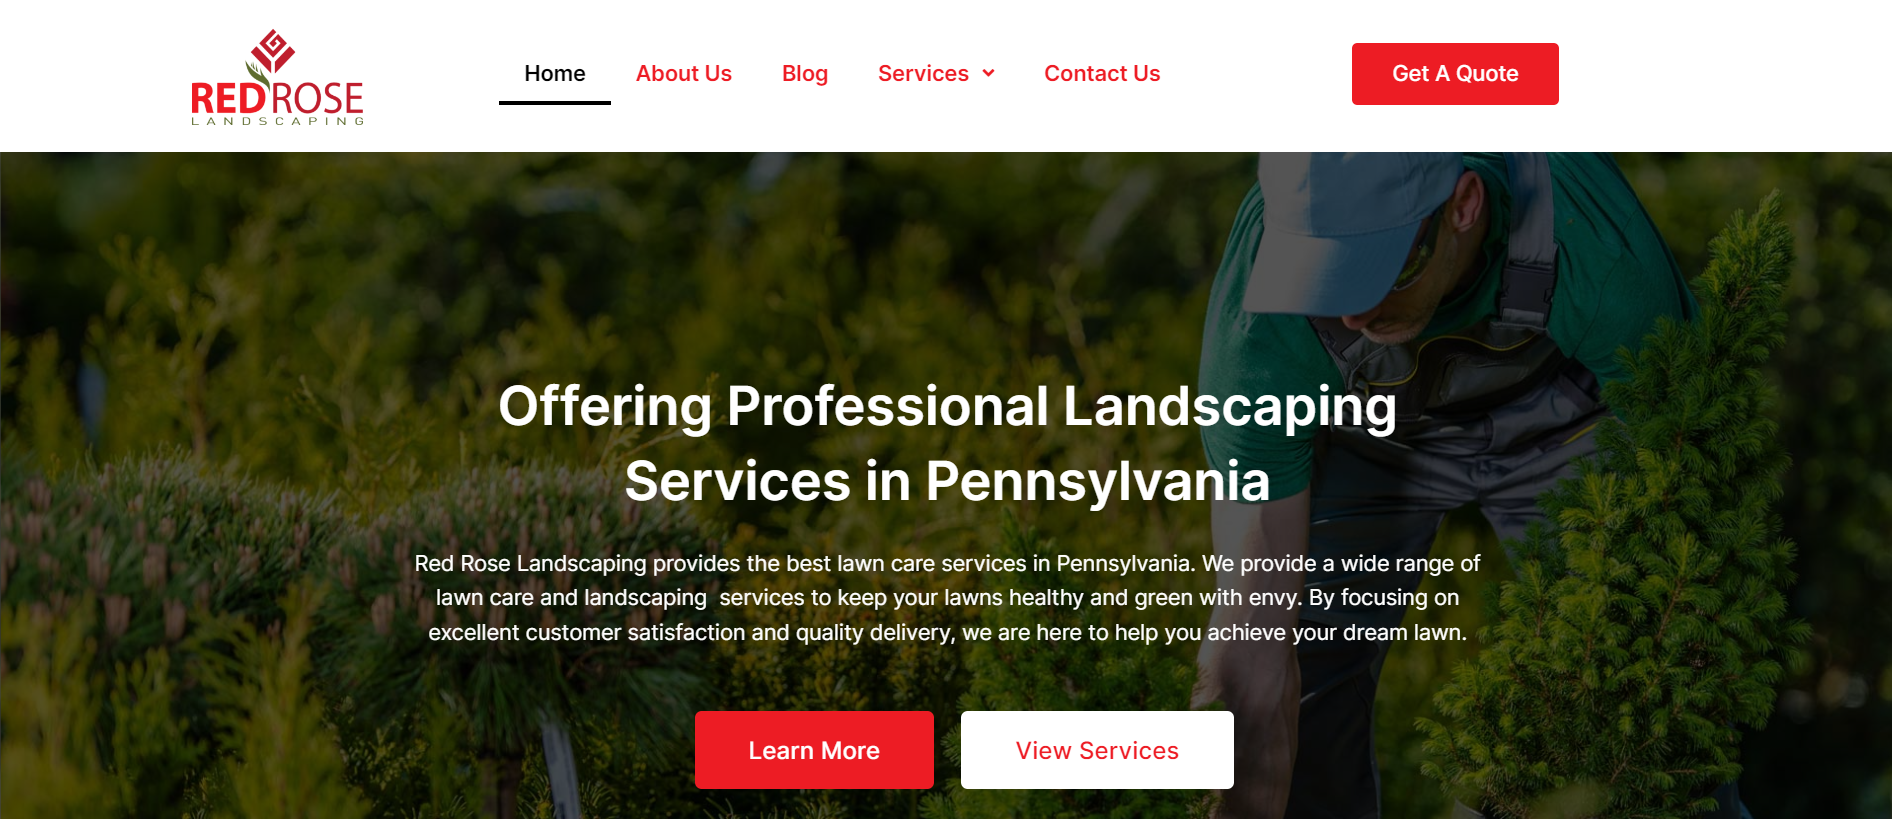 REDROSE
LANDSCAPING
Home
About Us
Blog
Services
Contact Us
Get A Quote
Offering Professional Landscaping
Services in Pennsylvania
Red Rose Landscaping provides the best lawn care services in Pennsylvania. We provide a wide range of
lawn care and landscaping  services to keep your lawns healthy and green with envy. By focusing on
excellent customer satisfaction and quality delivery, we are here to help you achieve your dream lawn.
Learn More
View Services